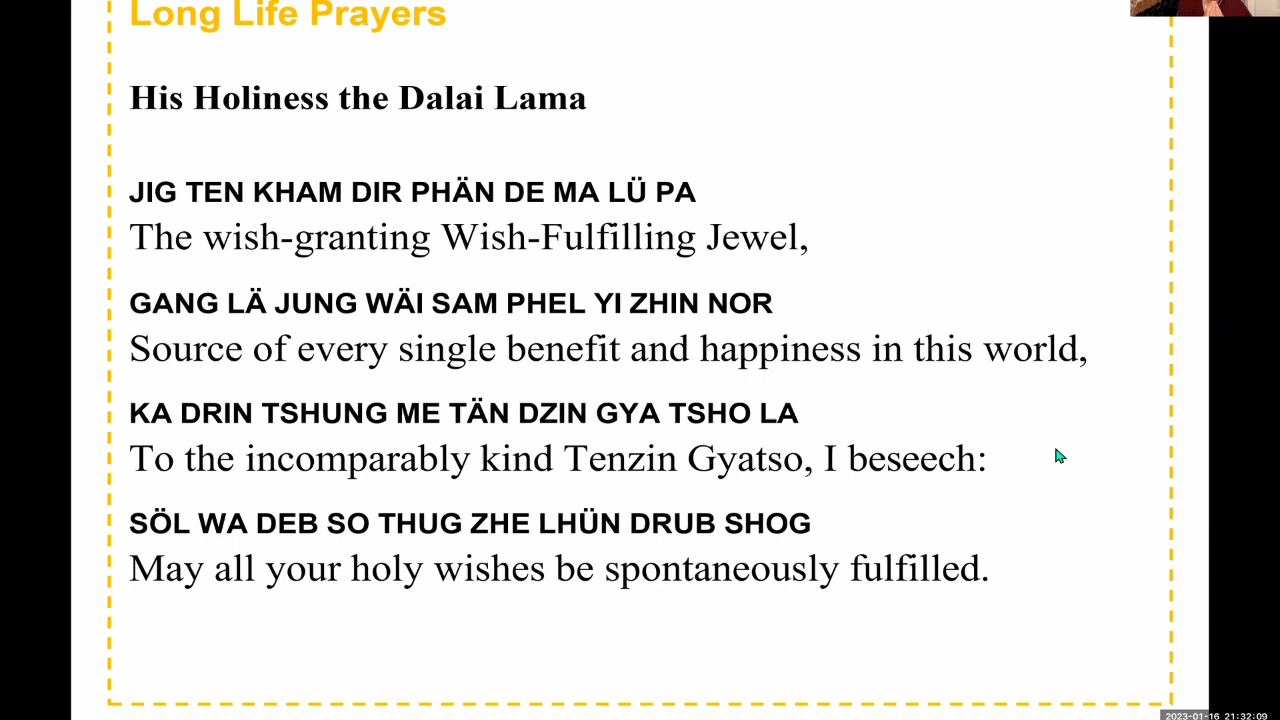 Long Life Prayers
His Holiness the Dalai Lama
JIG TEN KHAM DIR PHÄN DE MA LÜ PA
The wish-granting Wish-Fulfilling Jewel,
GANG LÄ JUNG WÄI SAM PHEL YI ZHIN NOR
Source of every single benefit and happiness in this world,
KA DRIN TSHUNG ME TÄN DZIN GYA TSHO LA
To the incomparably kind Tenzin Gyatso, I beseech:
SÖL WA DEB SO THUG ZHE LHÜN DRUB SHOG
May all your holy wishes be spontaneously fulfilled.
2023-01-16 21:32:09